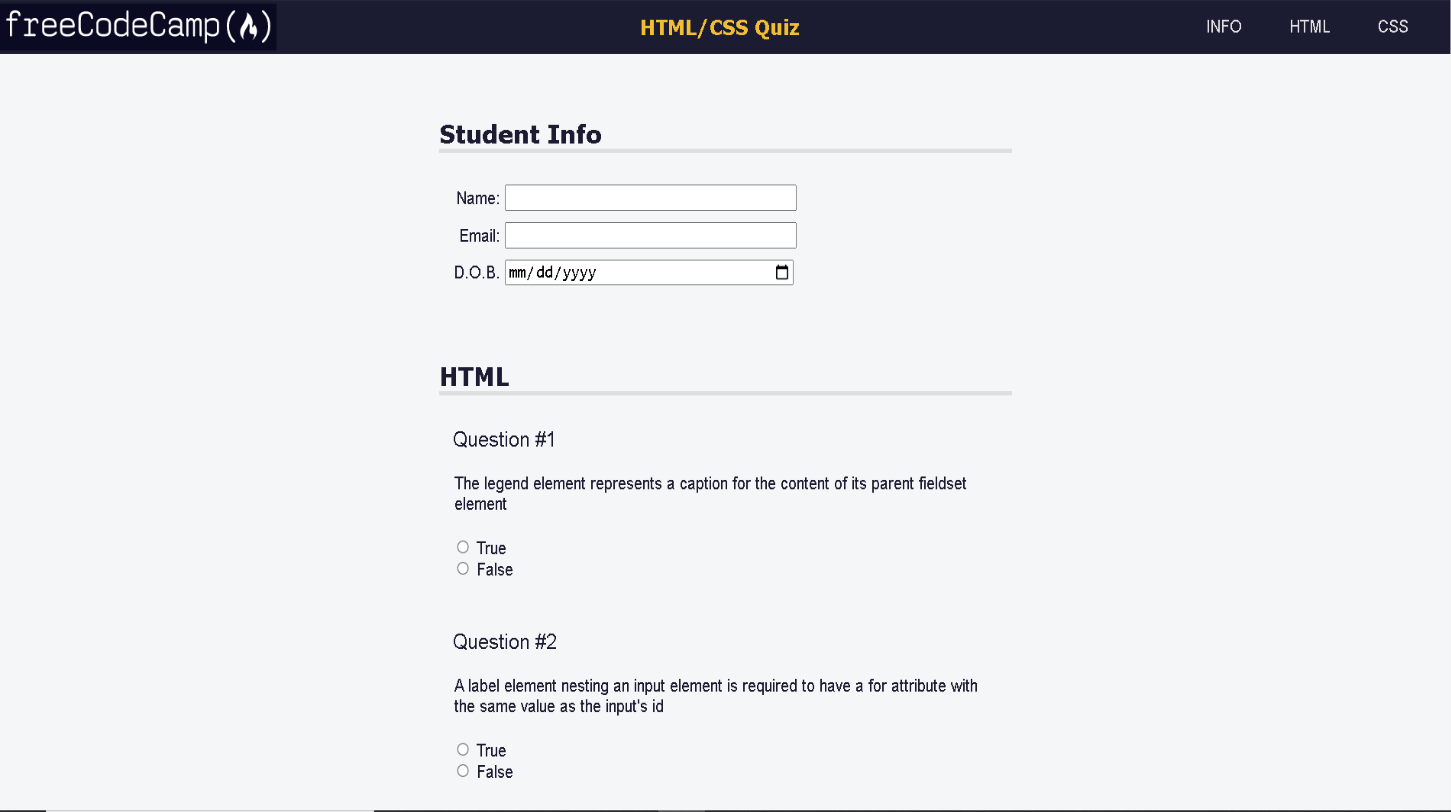 freeCodeCamp(🔥)
HTML/CSS Quiz
INFO
HTML
CSS
Student Info
Name:
Email:
D.O.B.
mm/dd/yyyy
HTML
Question #1
The legend element represents a caption for the content of its parent fieldset
element
True
False
Question #2
A label element nesting an input element is required to have a for attribute with
the same value as the input's id
True
False